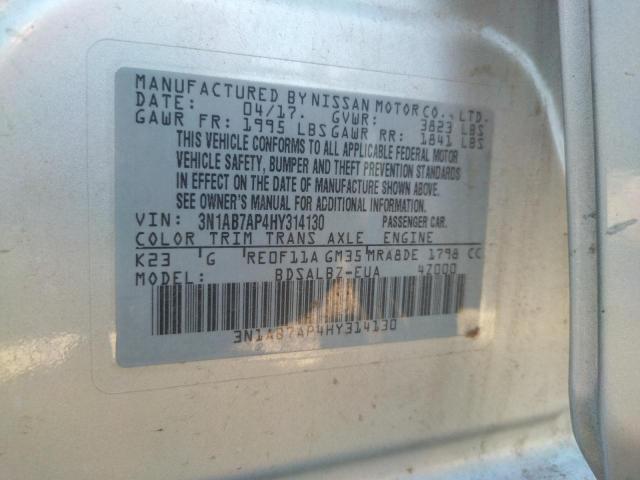 MANUFACTURED BY NISSAN MOTOR CO., LTD.
DATE: 04/17. GVWR: 3823 LBS
GAWR FR: 1995 LBS GAWR RR: 1841 LBS
THIS VEHICLE CONFORMS TO ALL APPLICABLE FEDERAL MOTOR
VEHICLE SAFETY, BUMPER AND THEFT PREVENTION STANDARDS
IN EFFECT ON THE DATE OF MANUFACTURE SHOWN ABOVE.
SEE OWNER'S MANUAL FOR ADDITIONAL INFORMATION.
VIN: 3N1AB7AP4HY314130 PASSENGER CAR.
COLOR TRIM TRANS AXLE ENGINE
K23 G RE0F11A GM35 MRA8DE 1798 CC
BDSALBZ-EUA 4Z000
3N1AB7AP4HY314130